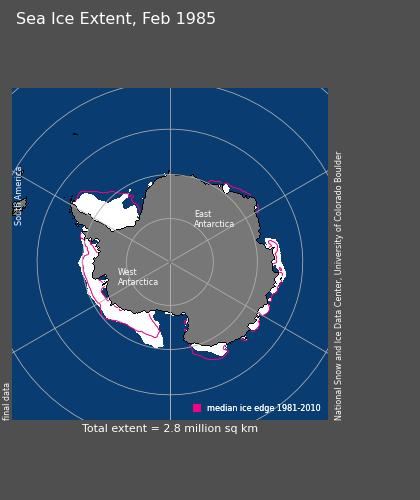 Sea Ice Extent, Feb 1985
South America
East
Antarctica
West
Antarctica
National Snow and Ice Data Center, University of Colorado Boulder
final data
median ice edge 1981-2010
Total extent = 2.8 million sq km